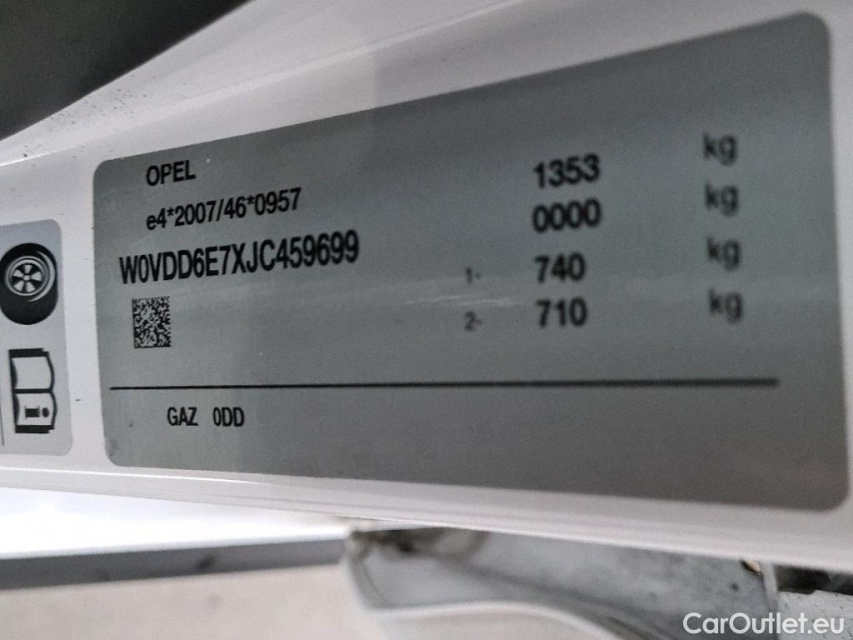 OPEL
e4*2007/46*0957
W0VDD6E7XJC459699
1353 kg
0000 kg
1- 740 kg
2- 710 kg
GAZ 0DD
i
CarOutlet.eu